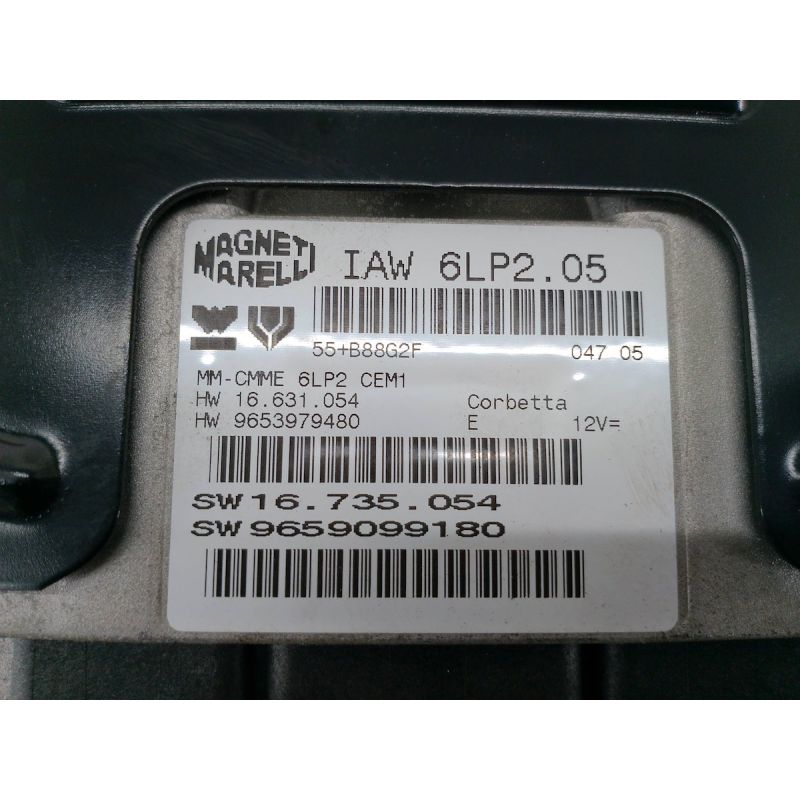 MAGNETI
MARELLI
IAW 6LP2.05
55+B88G2F 047 05
MM-CMME 6LP2 CEM1
HW 16.631.054 Corbetta
HW 9653979480 E 12V=
SW 16.735.054
SW 9659099180